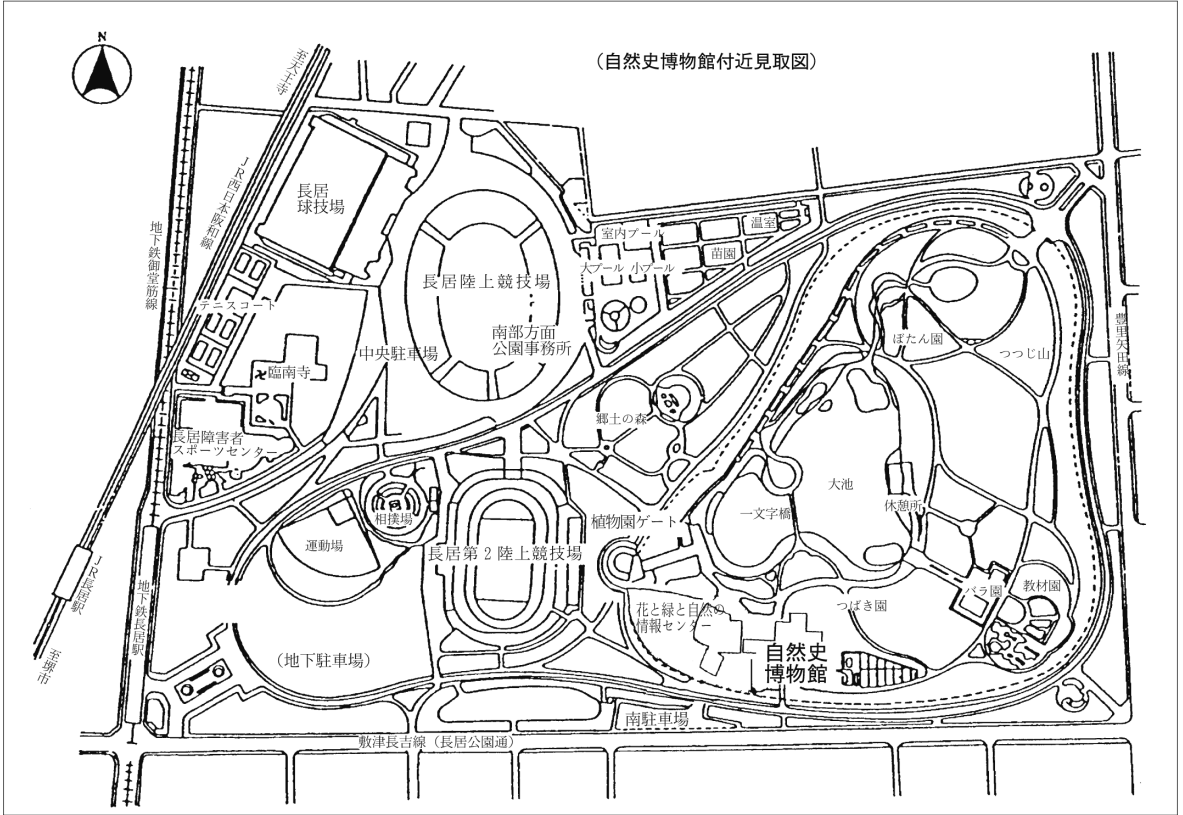 N
(自然史博物館付近見取図)
至天王寺
JR西日本阪和線
地下鉄御堂筋線
長居
球技場
室内プール
温室
苗園
大プール
小プール
長居陸上競技場
南部方面
公園事務所
テニスコート
中央駐車場
臨南寺
ぼたん園
つつじ山
豊里矢田線
郷土の森
長居障害者
スポーツセンター
大池
休憩所
一文字橋
相撲場
植物園ゲート
運動場
長居第2陸上競技場
JR長居駅
地下鉄長居駅
至堺市
バラ園
教材園
つばき園
花と緑と自然の
情報センター
自然史
博物館
(地下駐車場)
南駐車場
敷津長吉線(長居公園通)